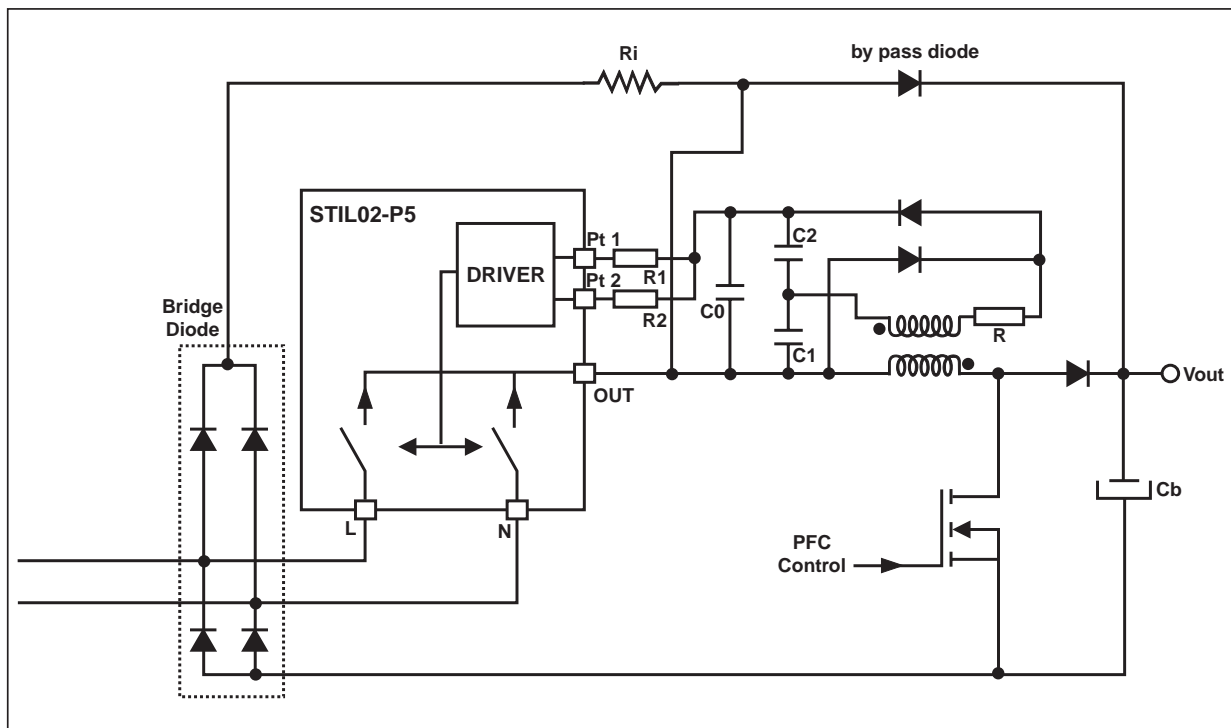 Ri
by pass diode
STIL02-P5
Pt 1
C2
DRIVER
R1
Pt 2
Bridge
Diode
R2
C0
R
C1
OUT
Vout
L
N
Cb
PFC
Control